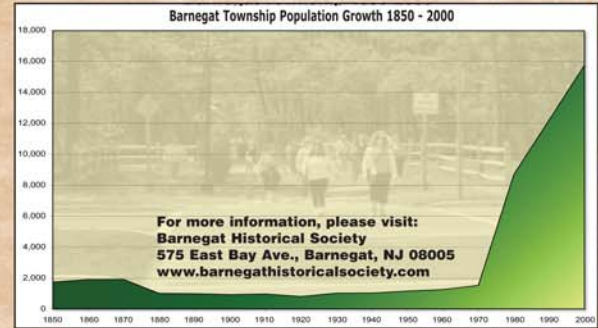 Barnegat Township Population Growth 1850 - 2000
18,000
16,000
14,000
12,000
10,000
8,000
6,000
4,000
2,000
0
For more information, please visit:
Barnegat Historical Society
575 East Bay Ave., Barnegat, NJ 08005
www.barnegathistoricalsociety.com
1850 1860 1870 1880 1890 1900 1910 1920 1930 1940 1950 1960 1970 1980 1990 2000